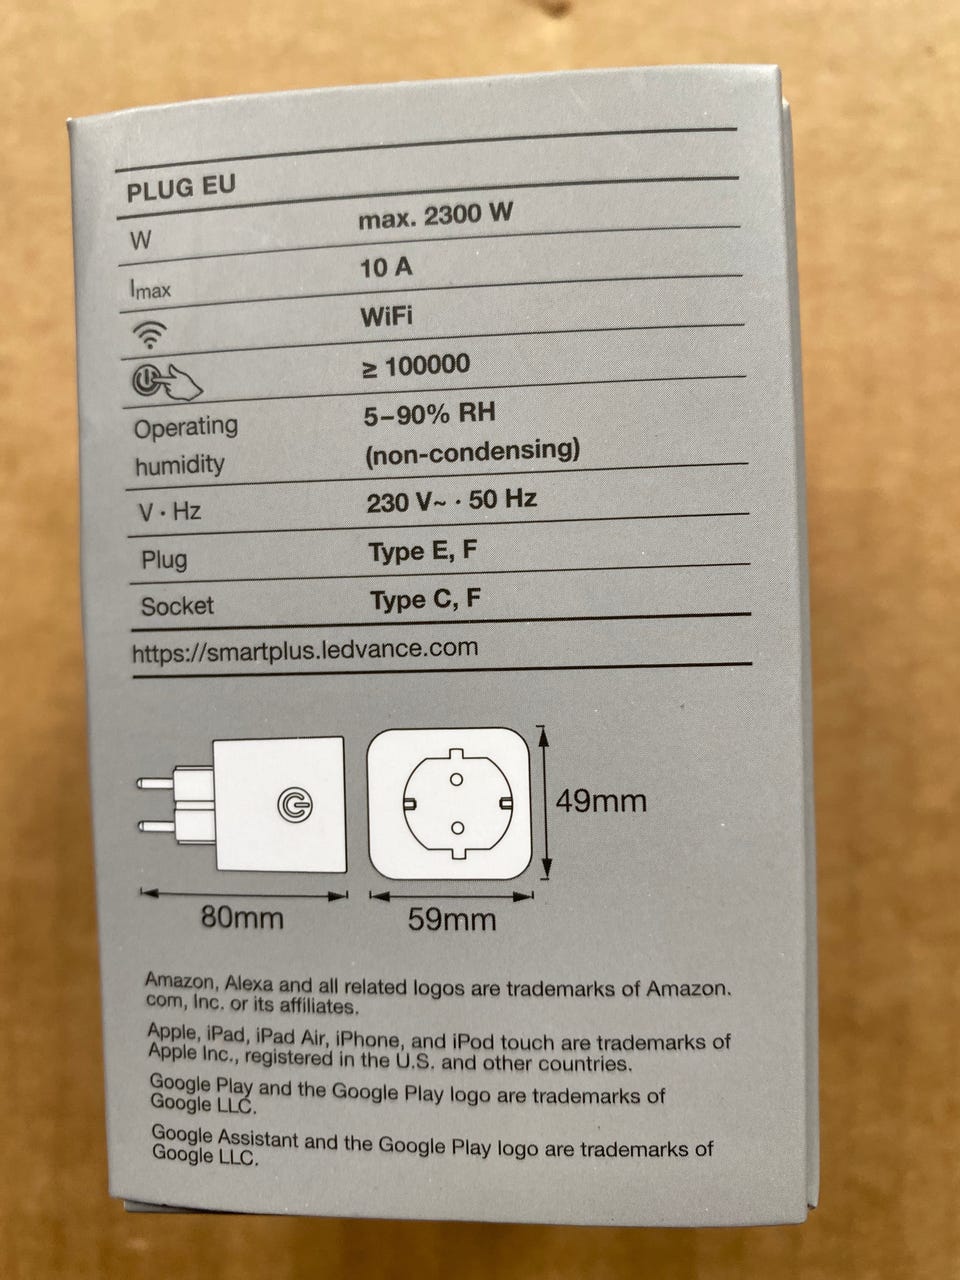 PLUG EU
W max. 2300 W
Imax 10 A
WiFi
≥ 100000
Operating 5–90% RH
humidity (non-condensing)
V · Hz 230 V~ · 50 Hz
Plug Type E, F
Socket Type C, F
https://smartplus.ledvance.com
49mm
80mm 59mm
Amazon, Alexa and all related logos are trademarks of Amazon.
com, Inc. or its affiliates.
Apple, iPad, iPad Air, iPhone, and iPod touch are trademarks of
Apple Inc., registered in the U.S. and other countries.
Google Play and the Google Play logo are trademarks of
Google LLC.
Google Assistant and the Google Play logo are trademarks of
Google LLC.